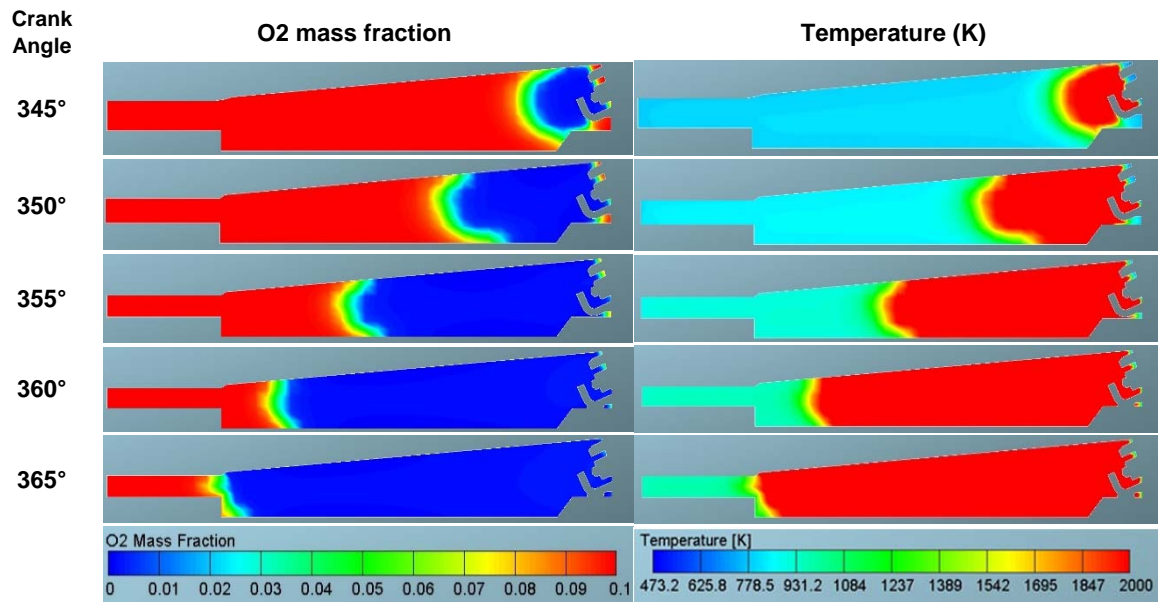 Crank
Angle
O2 mass fraction
Temperature (K)
345°
350°
355°
360°
365°
O2 Mass Fraction
0 0.01 0.02 0.03 0.04 0.05 0.06 0.07 0.08 0.09 0.1
Temperature [K]
473.2 625.8 778.5 931.2 1084 1237 1389 1542 1695 1847 2000